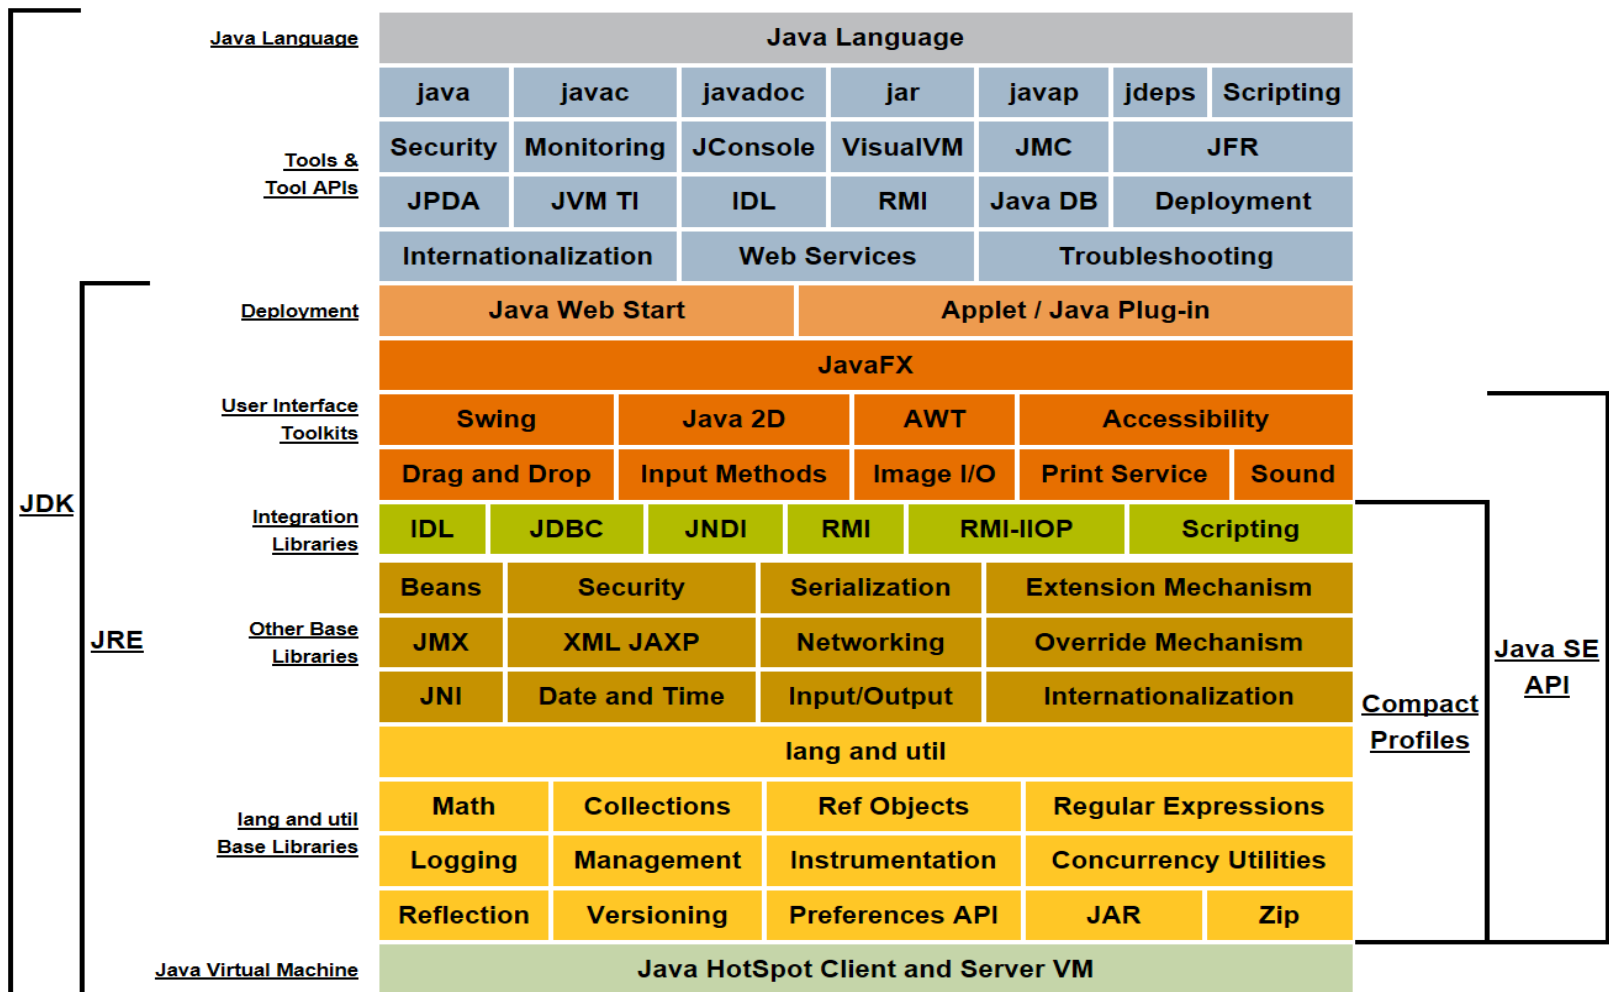 Java Language
Java Language
java javac javadoc jar javap jdeps Scripting
Tools &
Tool APIs
Security Monitoring JConsole VisualVM JMC JFR
JPDA JVM TI IDL RMI Java DB Deployment
Internationalization Web Services Troubleshooting
Deployment
Java Web Start Applet / Java Plug-in
JavaFX
User Interface
Toolkits
Swing Java 2D AWT Accessibility
Drag and Drop Input Methods Image I/O Print Service Sound
JDK
Integration
Libraries
IDL JDBC JNDI RMI RMI-IIOP Scripting
Beans Security Serialization Extension Mechanism
JRE
Other Base
Libraries
JMX XML JAXP Networking Override Mechanism
Java SE
API
JNI Date and Time Input/Output Internationalization
Compact
Profiles
lang and util
lang and util
Base Libraries
Math Collections Ref Objects Regular Expressions
Logging Management Instrumentation Concurrency Utilities
Reflection Versioning Preferences API JAR Zip
Java Virtual Machine
Java HotSpot Client and Server VM